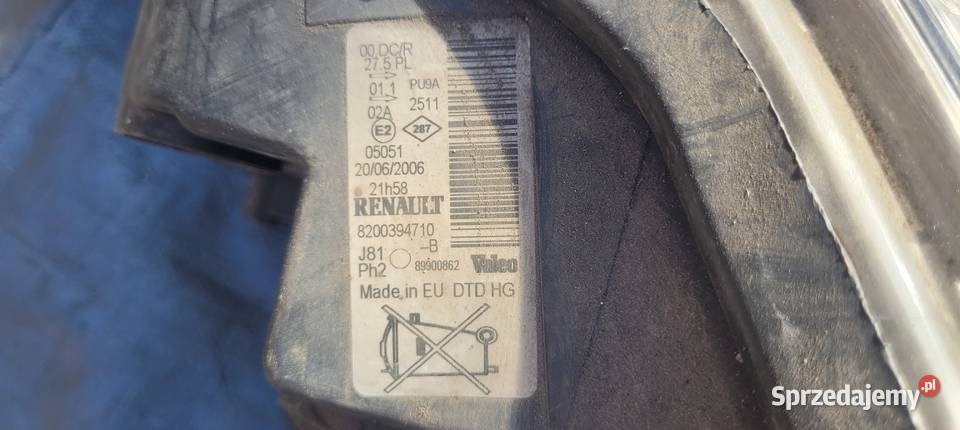 00 DC/R
27.5 PL
01.1 PU9A
02A 2511
E2 287
05051
20/06/2006
21h58
RENAULT
8200394710
J81 --B
Ph2 89900862 Valeo
Made in EU DTD HG
Sprzedajemy.pl